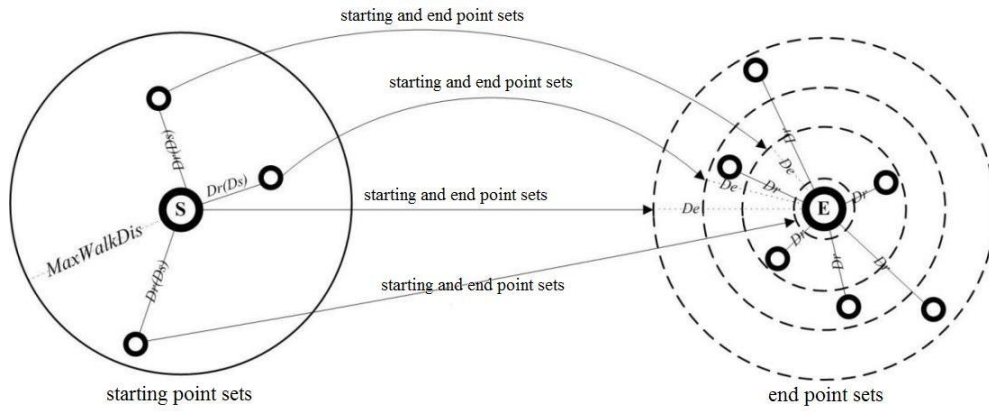 starting and end point sets
starting and end point sets
starting and end point sets
starting and end point sets
Dr(Ds)
Dr(Ds)
S
MaxWalkDis
Dr(Ds)
starting point sets
Dr
De
De
Dr
De
E
Dr
Dr
Dr
Dr
end point sets